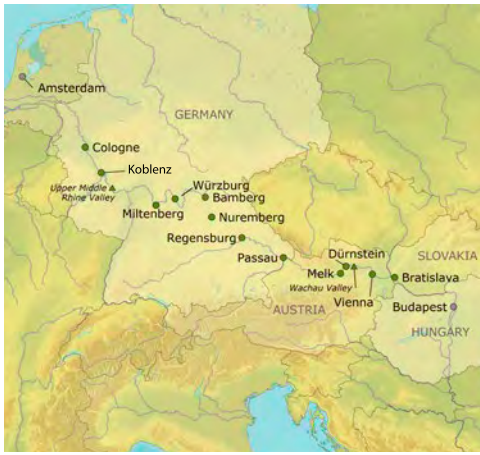 Amsterdam
GERMANY
Cologne
Koblenz
Upper Middle
Rhine Valley
Würzburg
Bamberg
Miltenberg
Nuremberg
Regensburg
Passau
Dürnstein
SLOVAKIA
Melk
Bratislava
Wachau Valley
Vienna
AUSTRIA
Budapest
HUNGARY